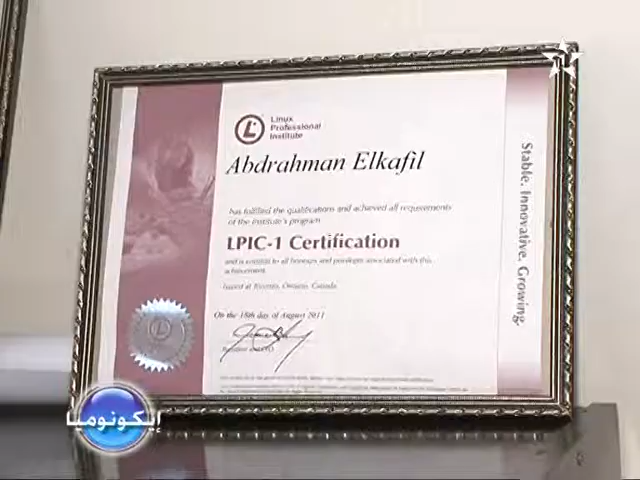 Linux
Professional
Institute
Abdrahman Elkafil
has fulfilled the qualifications and achieved all requirements
of the institute's program
LPIC-1 Certification
and is entitled to all honours and privileges associated with this
achievement.
Issued at Toronto, Ontario, Canada
On the 18th day of August 2011
Stable. Innovative. Growing.
إيكونوميا